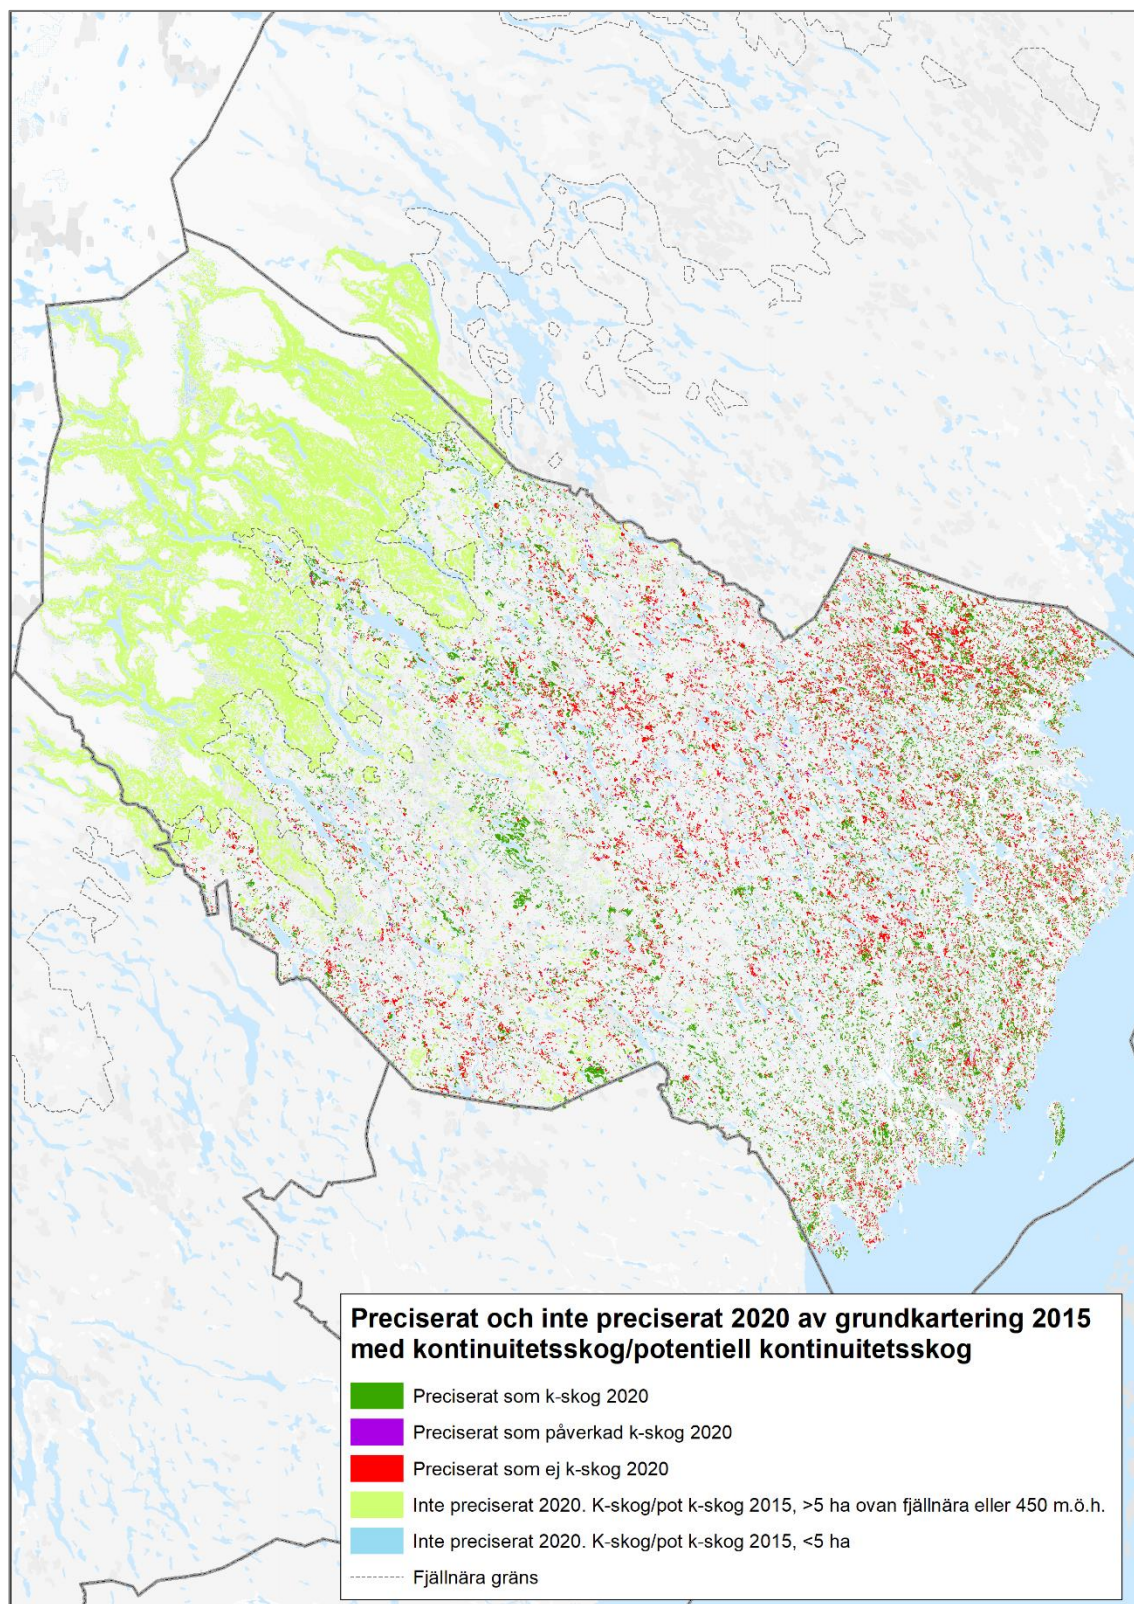 Preciserat och inte preciserat 2020 av grundkartering 2015
med kontinuitetsskog/potentiell kontinuitetsskog
Preciserat som k-skog 2020
Preciserat som påverkad k-skog 2020
Preciserat som ej k-skog 2020
Inte preciserat 2020. K-skog/pot k-skog 2015, >5 ha ovan fjällnära eller 450 m.ö.h.
Inte preciserat 2020. K-skog/pot k-skog 2015, <5 ha
Fjällnära gräns